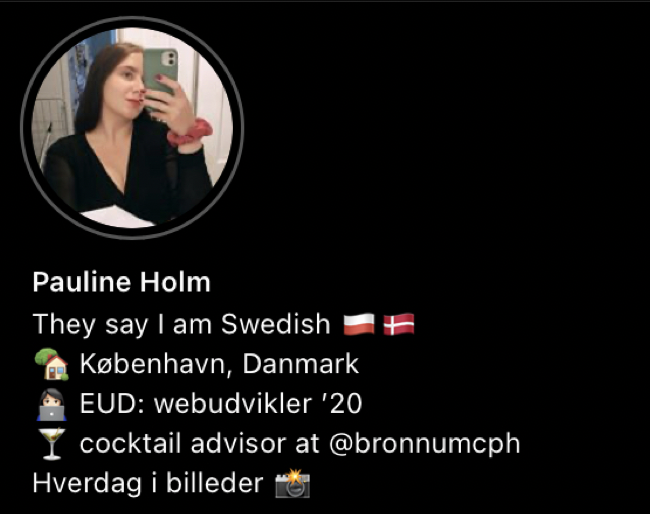 Pauline Holm
They say I am Swedish 🇵🇱🇩🇰
🏡 København, Danmark
👩🏻‍💻 EUD: webudvikler ’20
🍸 cocktail advisor at @bronnumcph
Hverdag i billeder 📸